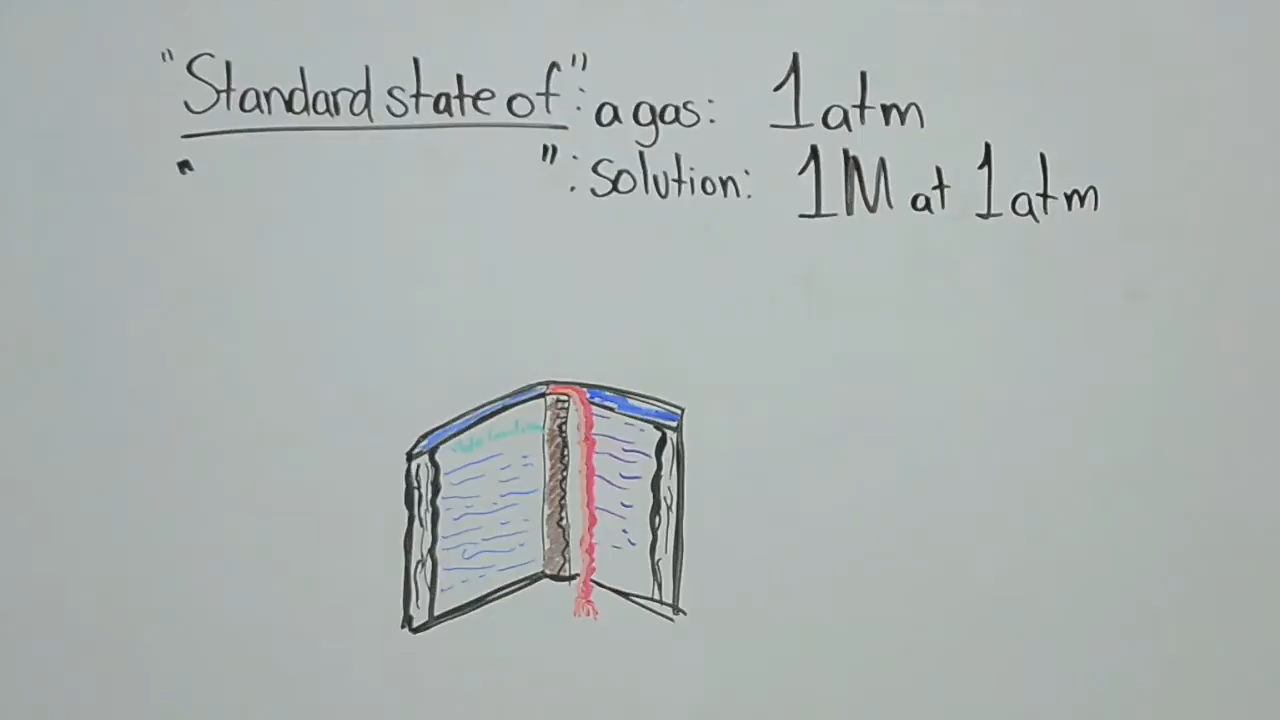 "Standard state of": a gas: 1 atm
" ": solution: 1M at 1 atm